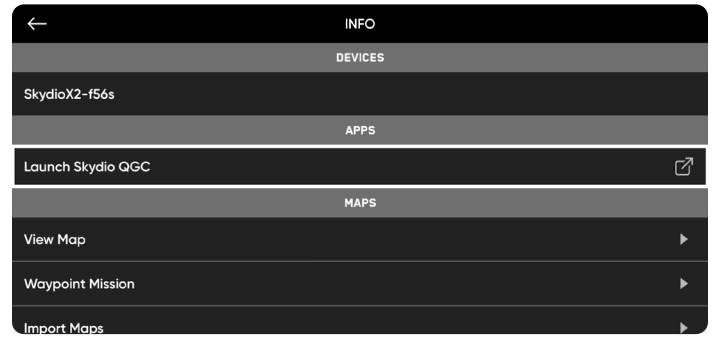 INFO
DEVICES
SkydioX2-f56s
APPS
Launch Skydio QGC
MAPS
View Map
Waypoint Mission
Import Maps